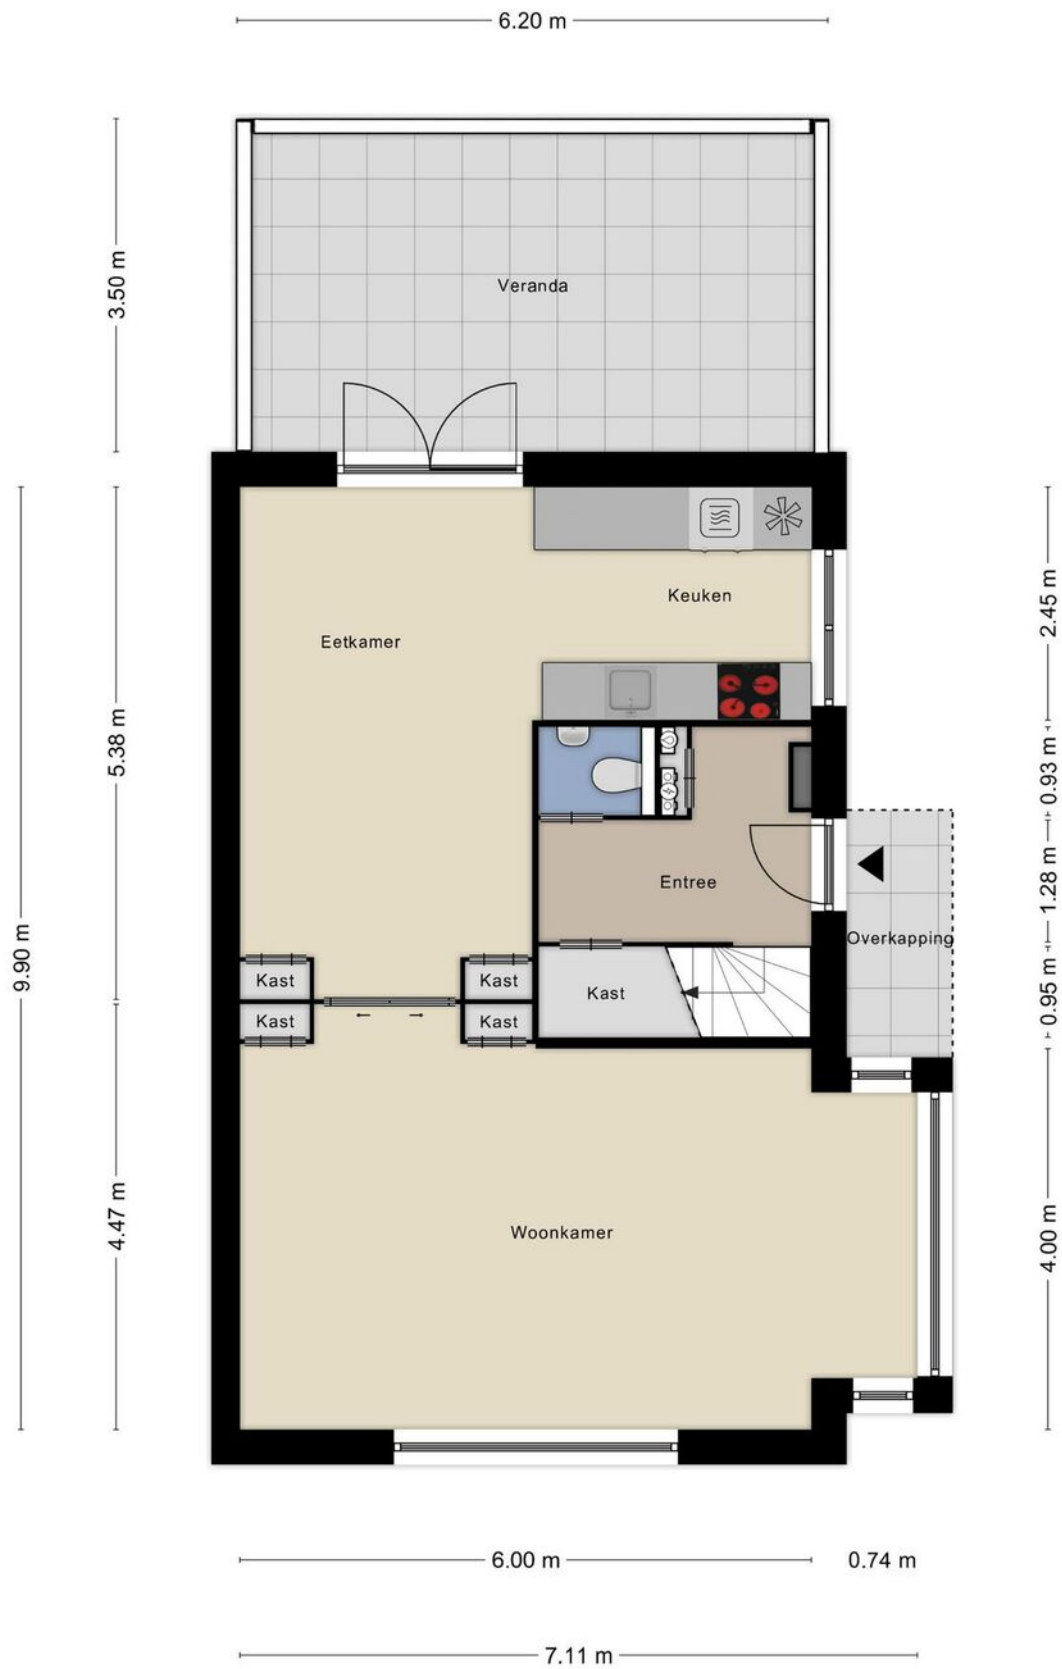 6.20 m
3.50 m
Veranda
2.45 m
Keuken
Eetkamer
5.38 m
0.93 m
1.28 m
Entree
9.90 m
Overkapping
Kast
Kast
Kast
0.95 m
Kast
Kast
4.47 m
Woonkamer
4.00 m
6.00 m
0.74 m
7.11 m